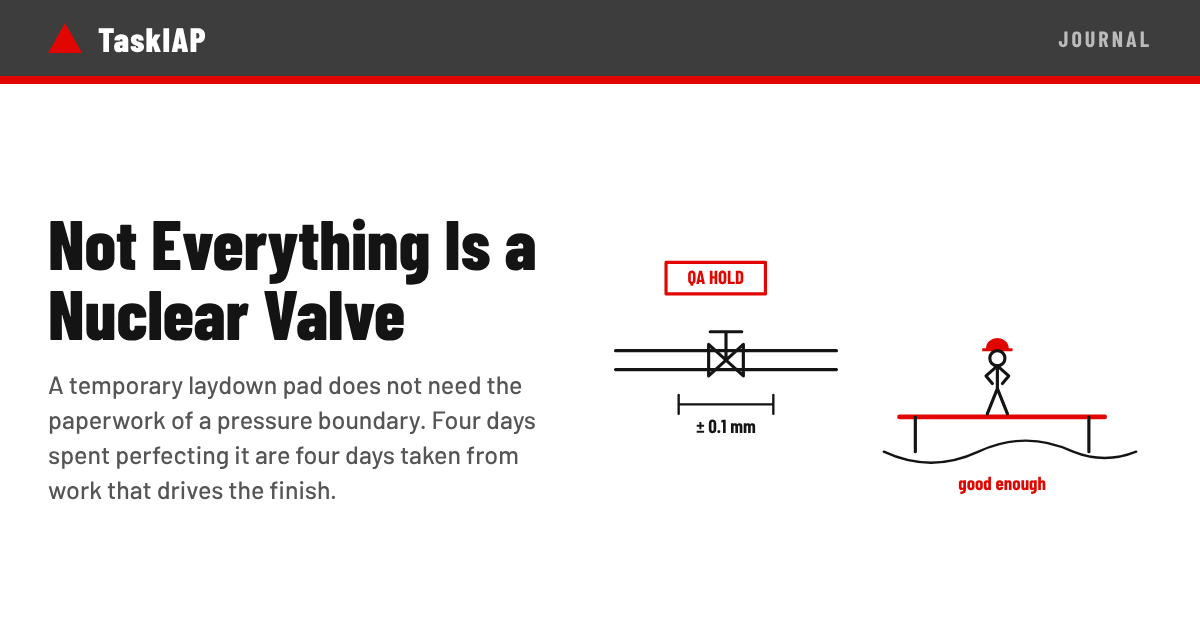 TaskIAP
JOURNAL
Not Everything Is a
Nuclear Valve
A temporary laydown pad does not need the
paperwork of a pressure boundary. Four days
spent perfecting it are four days taken from
work that drives the finish.
QA HOLD
± 0.1 mm
good enough